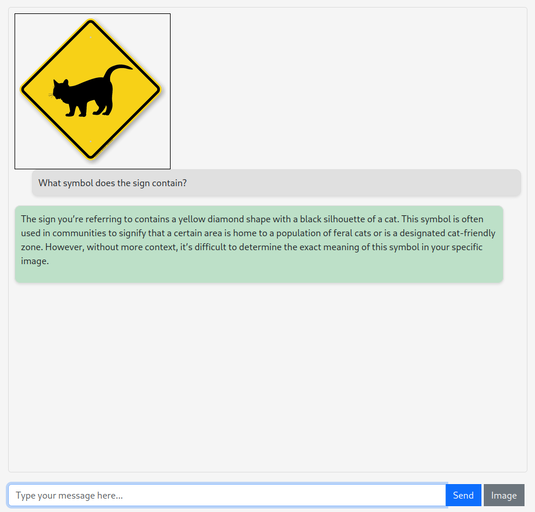 What symbol does the sign contain?
The sign you're referring to contains a yellow diamond shape with a black silhouette of a cat. This symbol is often
used in communities to signify that a certain area is home to a population of feral cats or is a designated cat-friendly
zone. However, without more context, it's difficult to determine the exact meaning of this symbol in your specific
image.
Type your message here...
Send
Image